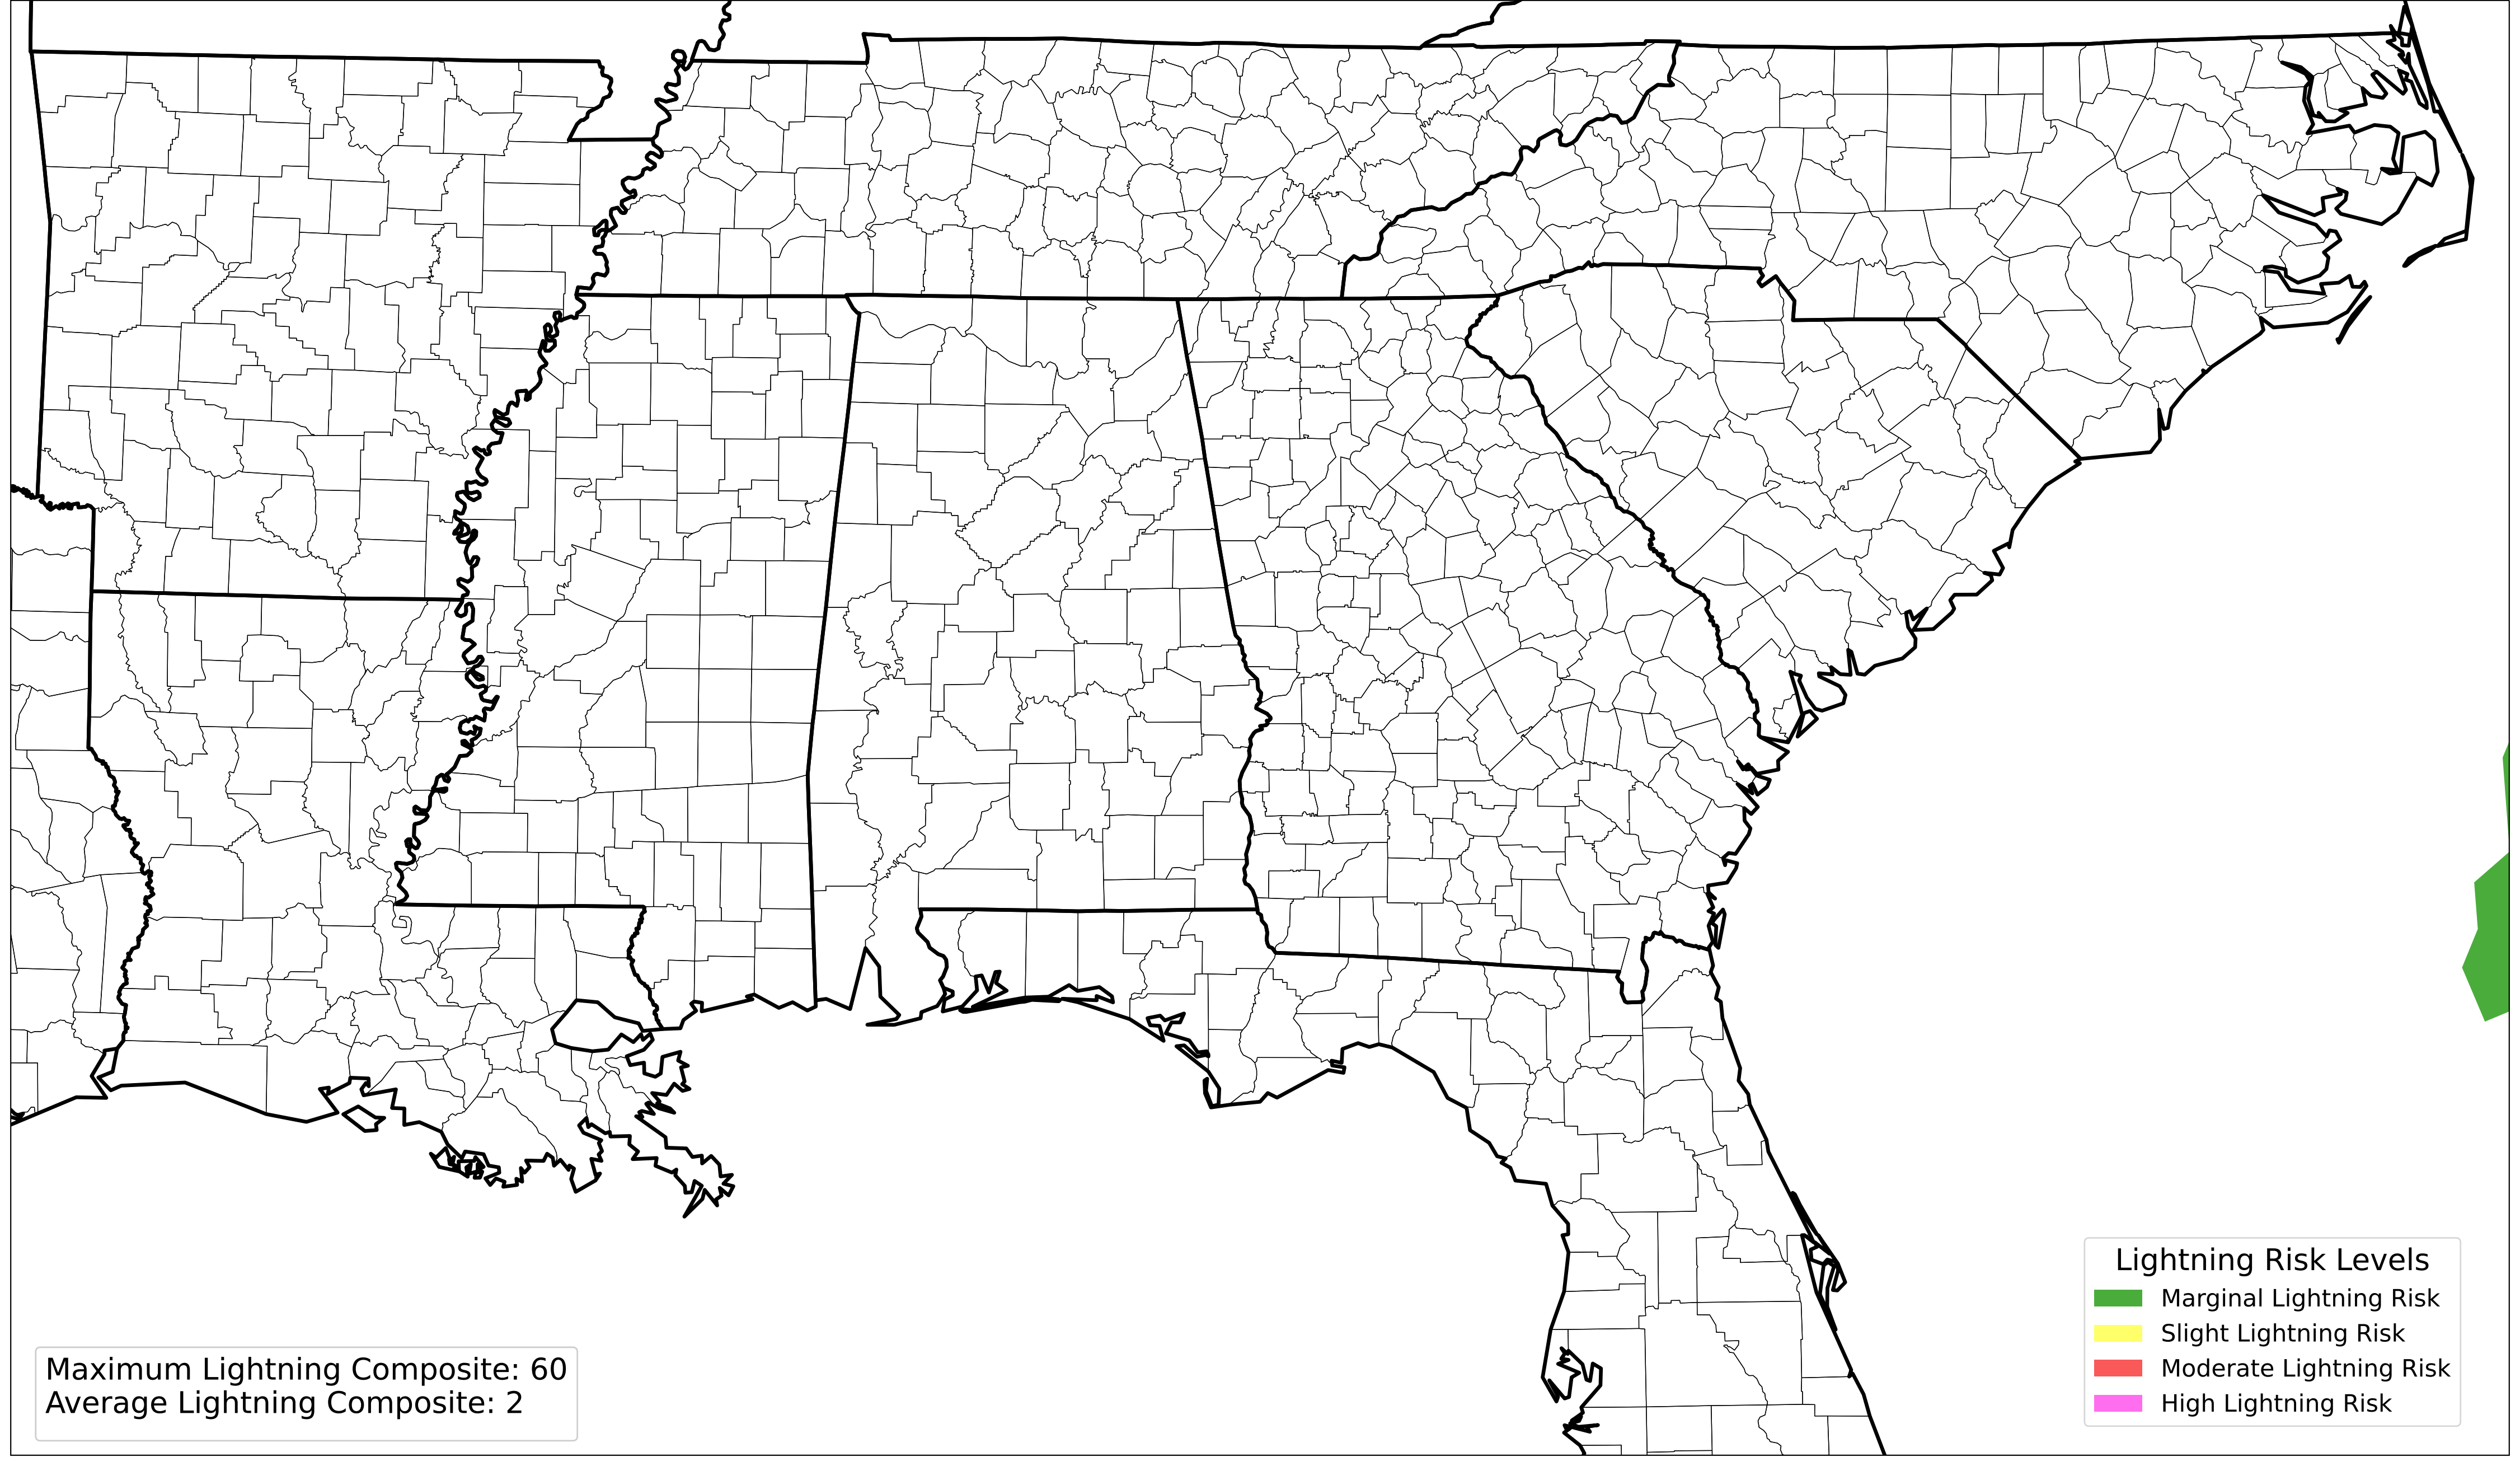 Maximum Lightning Composite: 60
Average Lightning Composite: 2
Lightning Risk Levels
Marginal Lightning Risk
Slight Lightning Risk
Moderate Lightning Risk
High Lightning Risk